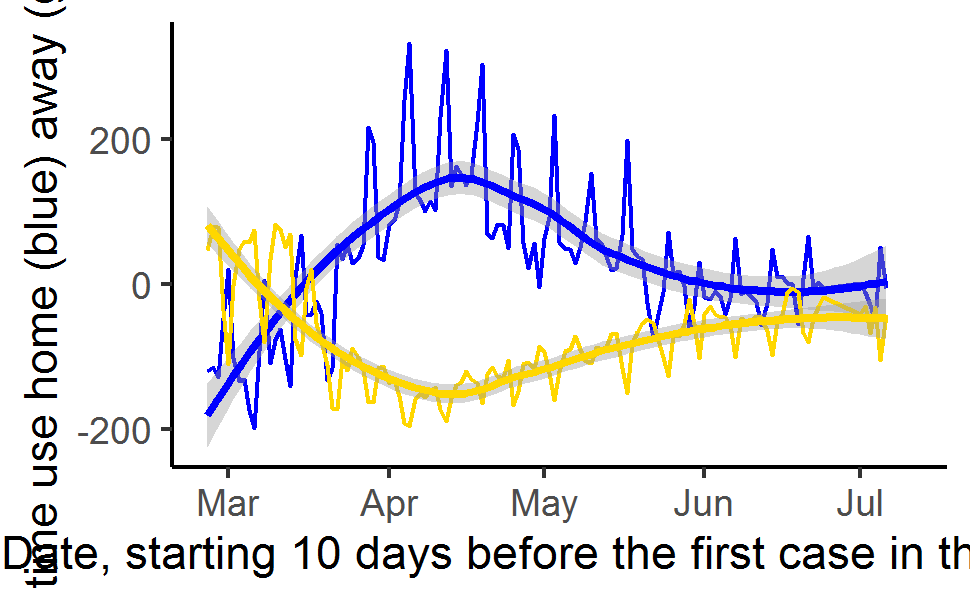 time use home (blue) away (g
200
0
-200
Mar Apr May Jun Jul
Date, starting 10 days before the first case in th